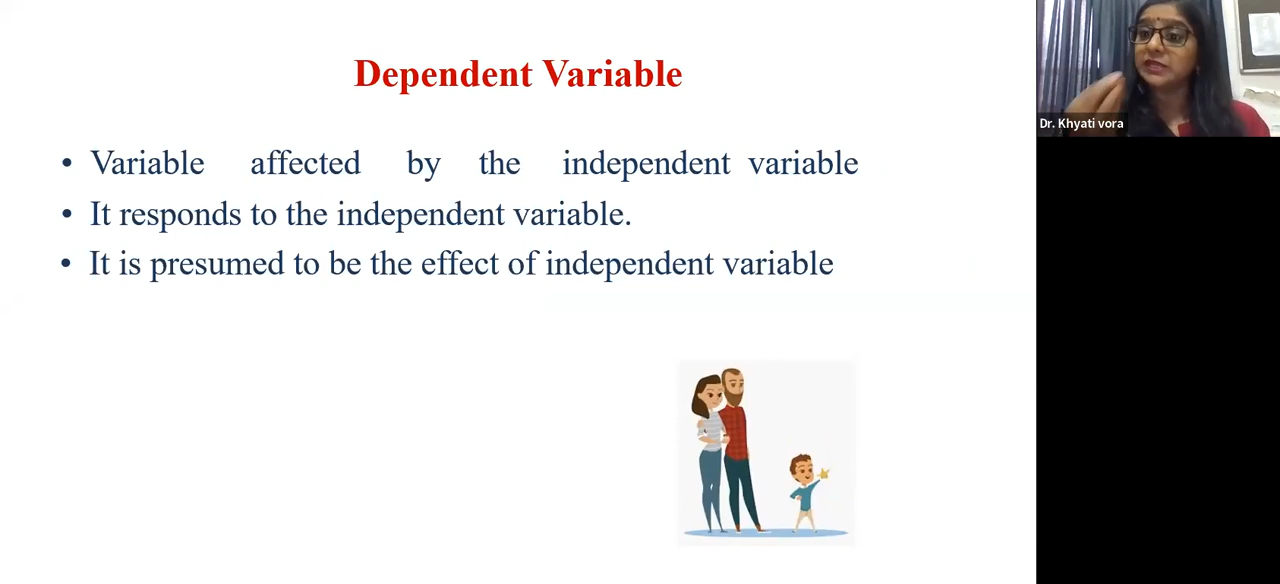 Dependent Variable
• Variable affected by the independent variable
• It responds to the independent variable.
• It is presumed to be the effect of independent variable
Dr. Khyati vora